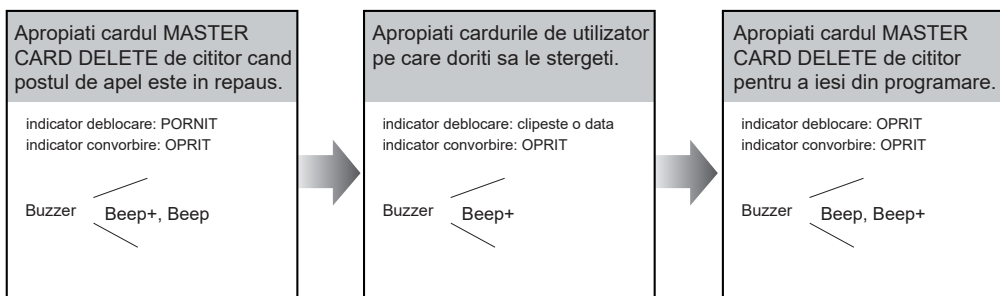 Apropiati cardul MASTER
CARD DELETE de cititor cand
postul de apel este in repaus.
indicator deblocare: PORNIT
indicator convorbire: OPRIT
Buzzer
Beep+, Beep
Apropiati cardurile de utilizator
pe care doriti sa le stergeti.
indicator deblocare: clipeste o data
indicator convorbire: OPRIT
Buzzer
Beep+
Apropiati cardul MASTER
CARD DELETE de cititor
pentru a iesi din programare.
indicator deblocare: OPRIT
indicator convorbire: OPRIT
Buzzer
Beep, Beep+